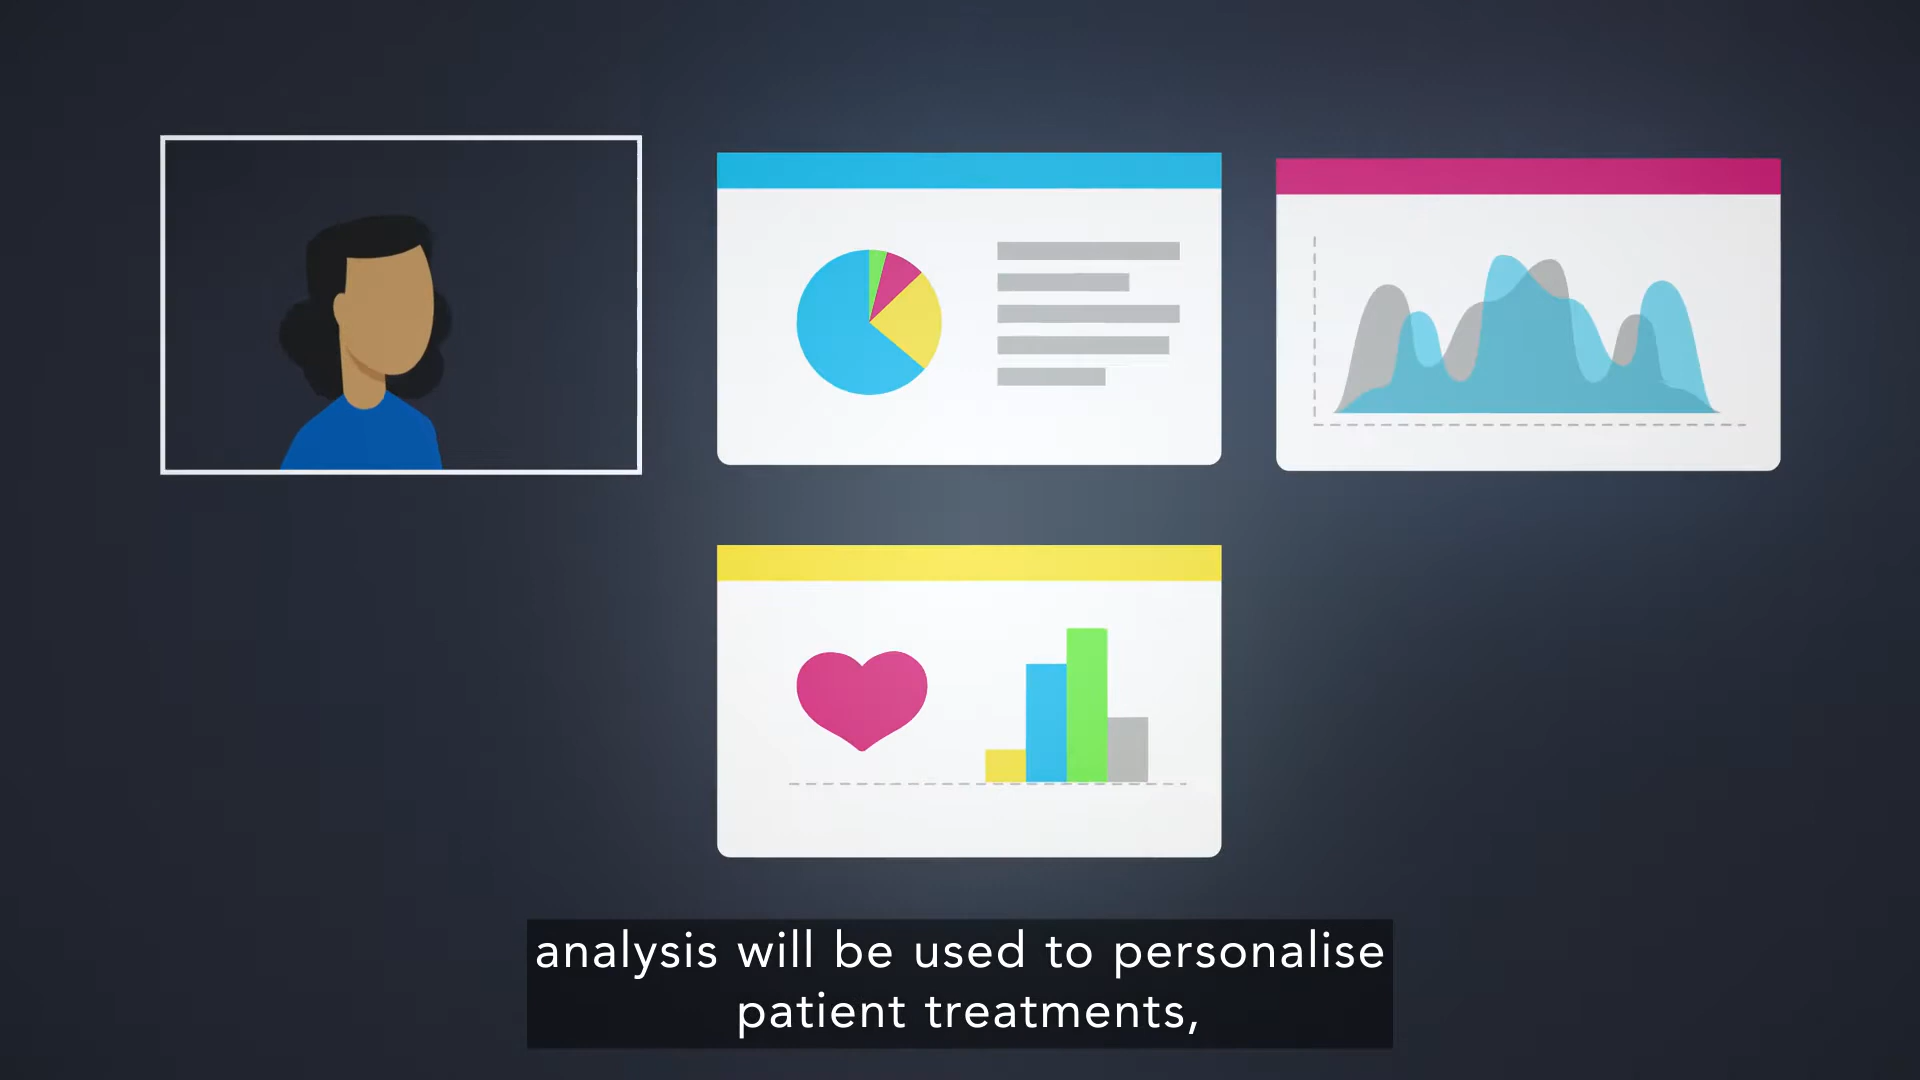 analysis will be used to personalise
patient treatments,